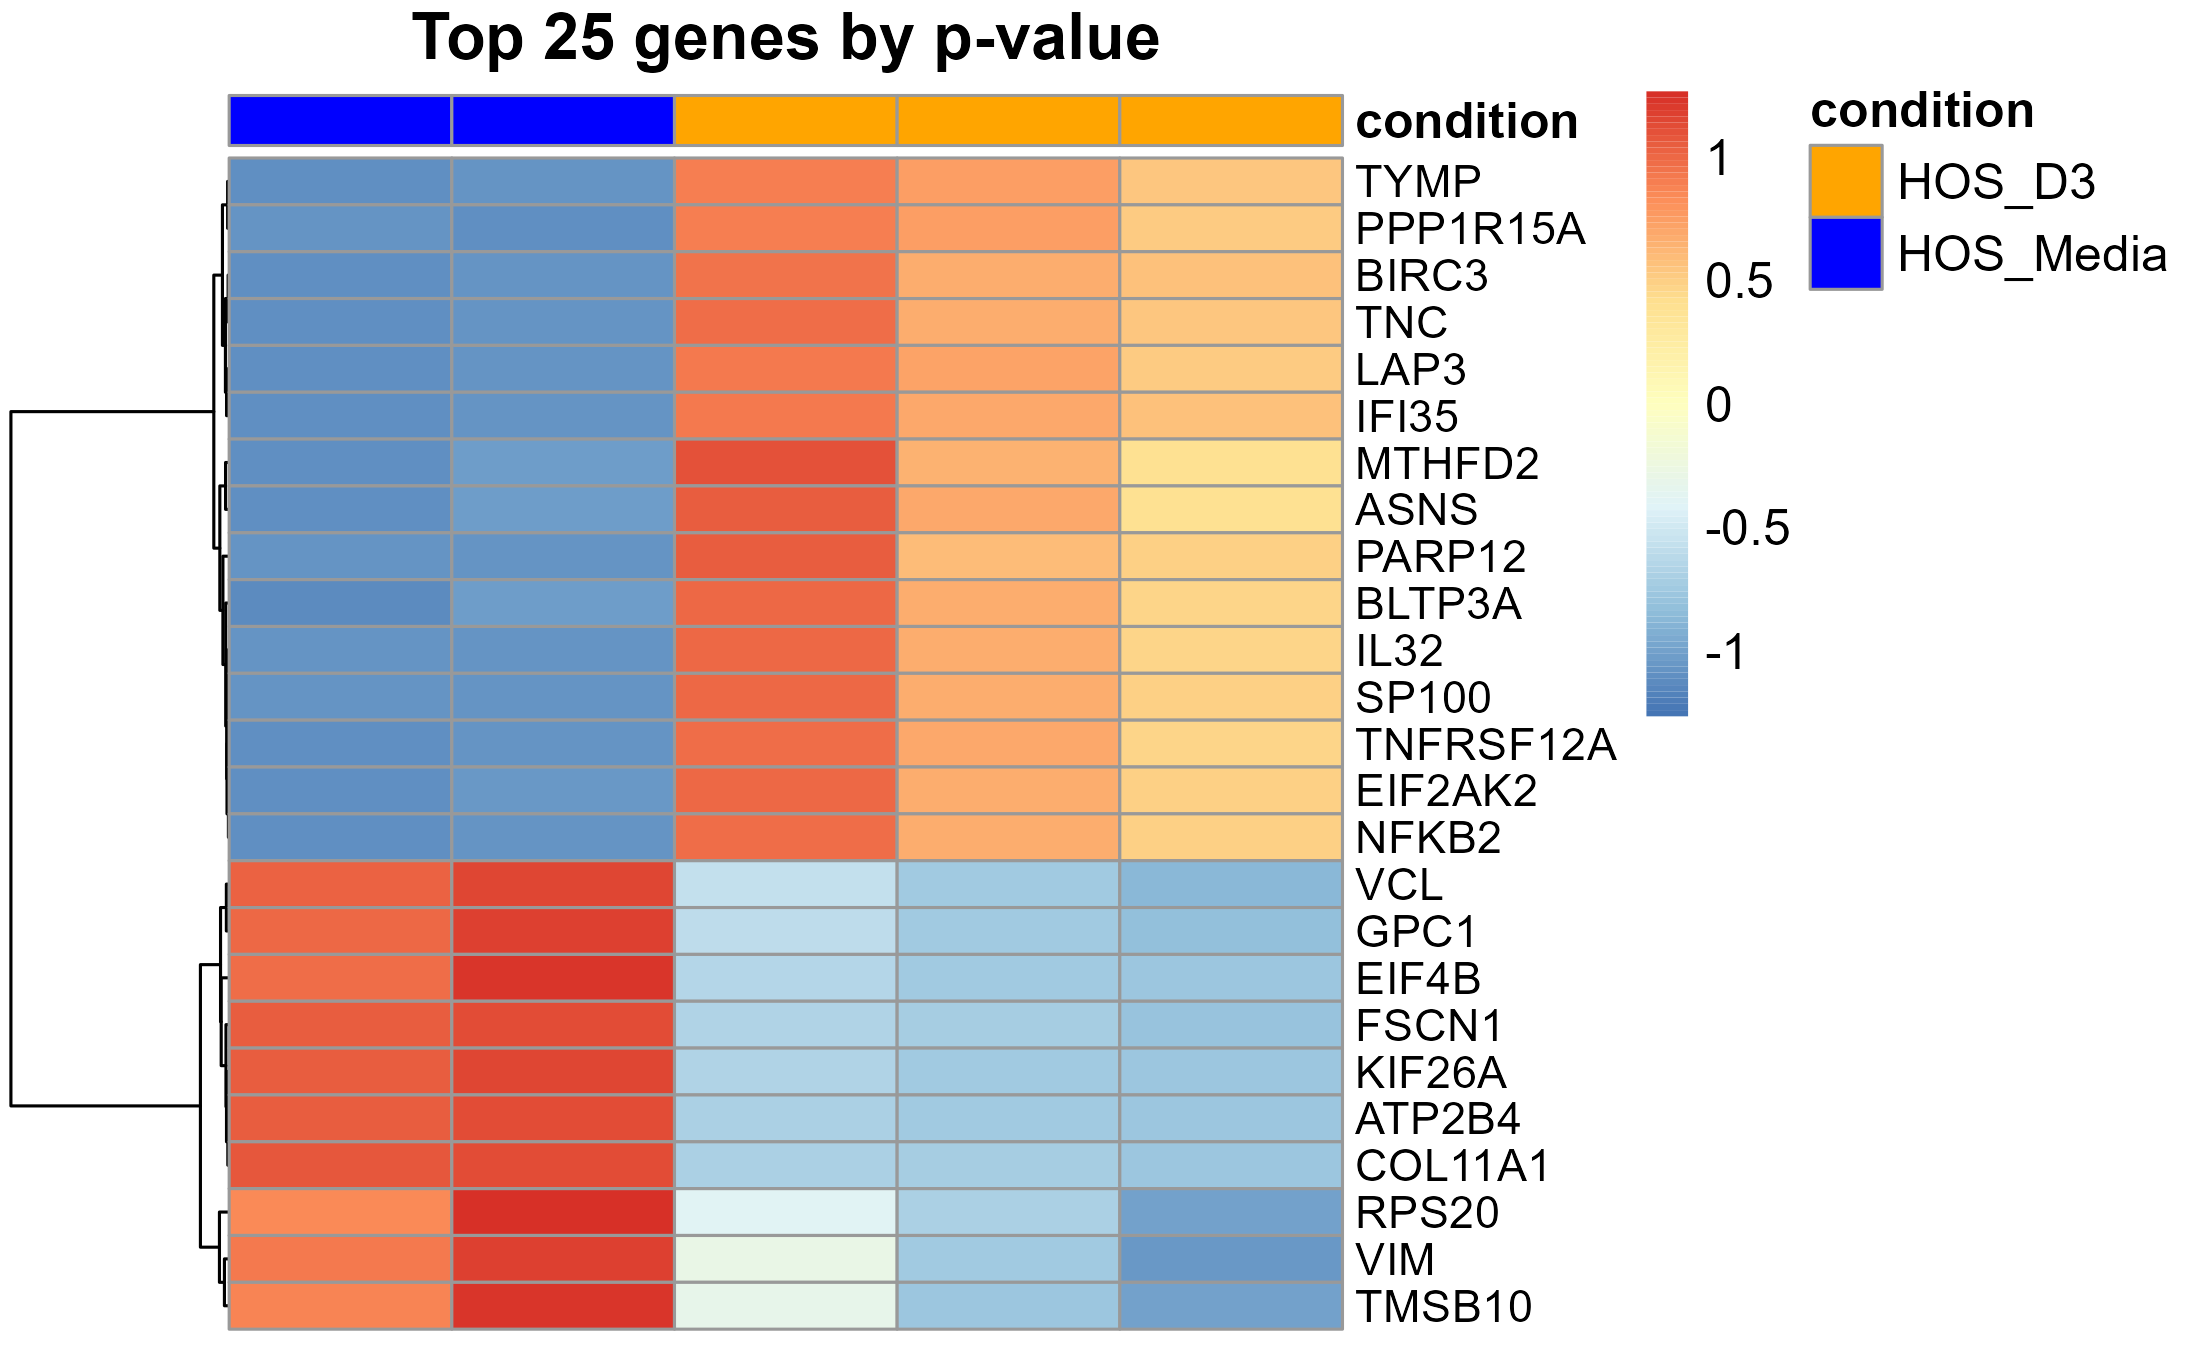 Top 25 genes by p-value
condition
TYMP
PPP1R15A
BIRC3
TNC
LAP3
IFI35
MTHFD2
ASNS
PARP12
BLTP3A
IL32
SP100
TNFRSF12A
EIF2AK2
NFKB2
VCL
GPC1
EIF4B
FSCN1
KIF26A
ATP2B4
COL11A1
RPS20
VIM
TMSB10
1
0.5
0
-0.5
-1
condition
HOS_D3
HOS_Media